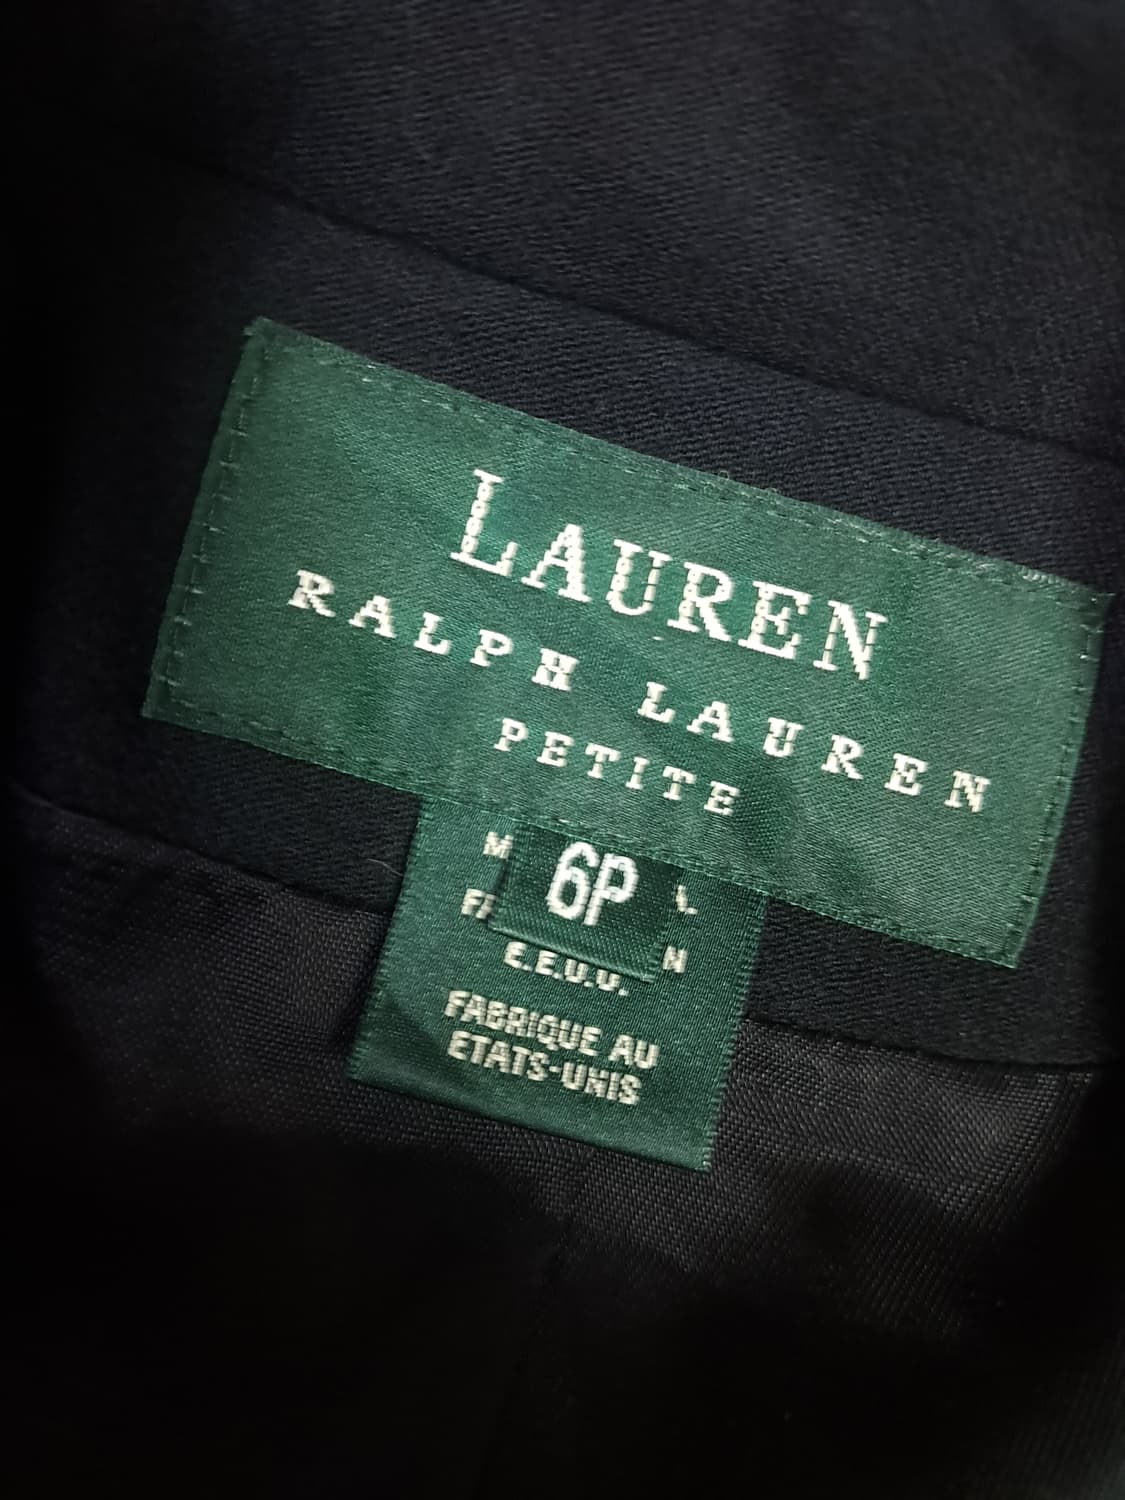 LAUREN
RALPH LAUREN
PETITE
6P
E.E.U.U.
FABRIQUE AU
ETATS-UNIS